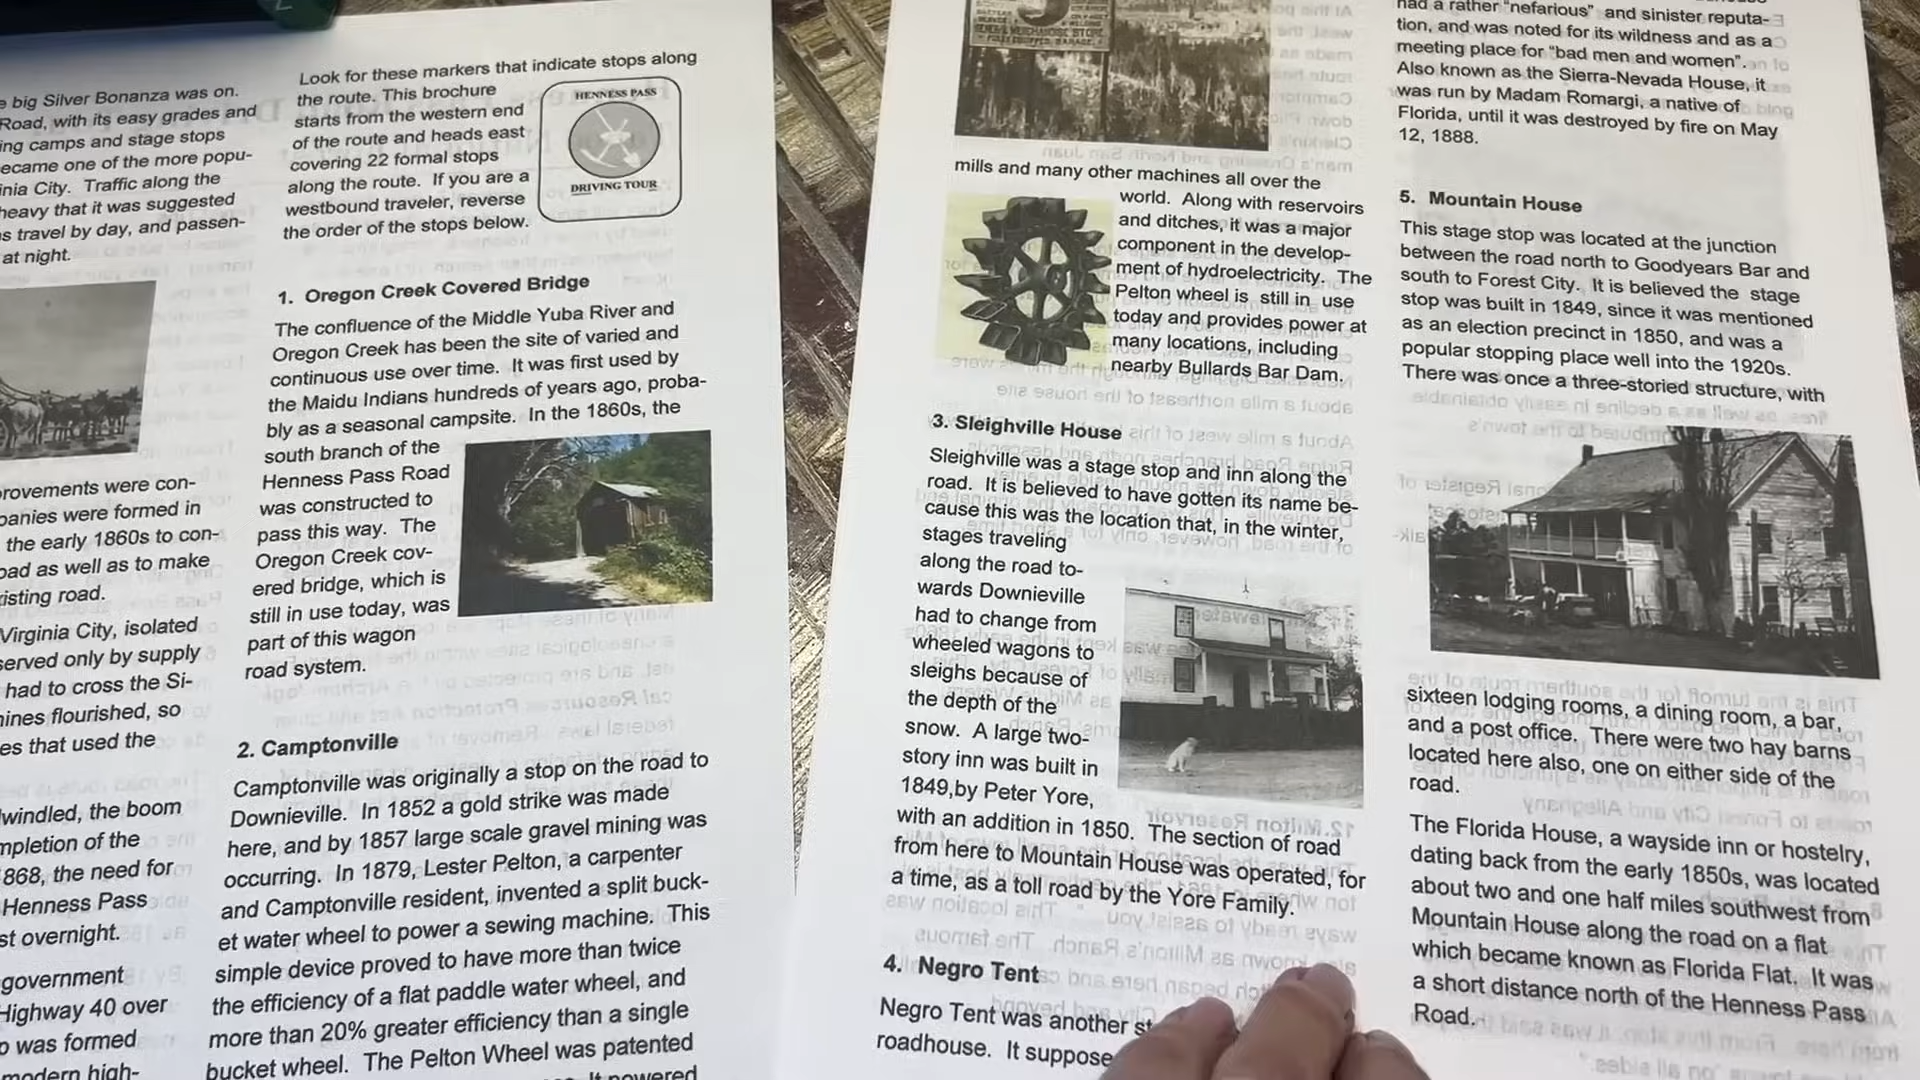 e big Silver Bonanza was on.
Road, with its easy grades and
ing camps and stage stops
ecame one of the more popu-
inia City. Traffic along the
heavy that it was suggested
s travel by day, and passen-
at night.
rovements were con-
panies were formed in
the early 1860s to con-
oad as well as to make
risting road.
Virginia City, isolated
served only by supply
had to cross the Si-
nines flourished, so
es that used the
windled, the boom
mpletion of the
868, the need for
Henness Pass
st overnight.
government
Highway 40 over
o was formed
modern high-
Look for these markers that indicate stops along
the route. This brochure
starts from the western end
of the route and heads east
covering 22 formal stops
along the route. If you are a
westbound traveler, reverse
the order of the stops below.
HENNESS PASS
DRIVING TOUR
1. Oregon Creek Covered Bridge
The confluence of the Middle Yuba River and
Oregon Creek has been the site of varied and
continuous use over time. It was first used by
the Maidu Indians hundreds of years ago, proba-
bly as a seasonal campsite. In the 1860s, the
south branch of the
Henness Pass Road
was constructed to
pass this way. The
Oregon Creek cov-
ered bridge, which is
still in use today, was
part of this wagon
road system.
2. Camptonville
Camptonville was originally a stop on the road to
Downieville. In 1852 a gold strike was made
here, and by 1857 large scale gravel mining was
occurring. In 1879, Lester Pelton, a carpenter
and Camptonville resident, invented a split buck-
et water wheel to power a sewing machine. This
simple device proved to have more than twice
the efficiency of a flat paddle water wheel, and
more than 20% greater efficiency than a single
bucket wheel. The Pelton Wheel was patented
It powered
GENERAL MERCHANDISE STORE
mills and many other machines all over the
world. Along with reservoirs
and ditches, it was a major
component in the develop-
ment of hydroelectricity. The
Pelton wheel is still in use
today and provides power at
many locations, including
nearby Bullards Bar Dam.
3. Sleighville House
Sleighville was a stage stop and inn along the
road. It is believed to have gotten its name be-
cause this was the location that, in the winter,
stages traveling
along the road to-
wards Downieville
had to change from
wheeled wagons to
sleighs because of
the depth of the
snow. A large two-
story inn was built in
1849,by Peter Yore,
with an addition in 1850. The section of road
from here to Mountain House was operated, for
a time, as a toll road by the Yore Family.
4. Negro Tent
Negro Tent was another st
roadhouse. It suppose
had a rather "nefarious" and sinister reputa-
tion, and was noted for its wildness and as a
meeting place for "bad men and women".
Also known as the Sierra-Nevada House, it
was run by Madam Romargi, a native of
Florida, until it was destroyed by fire on May
12, 1888.
5. Mountain House
This stage stop was located at the junction
between the road north to Goodyears Bar and
south to Forest City. It is believed the stage
stop was built in 1849, since it was mentioned
as an election precinct in 1850, and was a
popular stopping place well into the 1920s.
There was once a three-storied structure, with
sixteen lodging rooms, a dining room, a bar,
and a post office. There were two hay barns
located here also, one on either side of the
road.
The Florida House, a wayside inn or hostelry,
dating back from the early 1850s, was located
about two and one half miles southwest from
Mountain House along the road on a flat
which became known as Florida Flat. It was
a short distance north of the Henness Pass
Road.